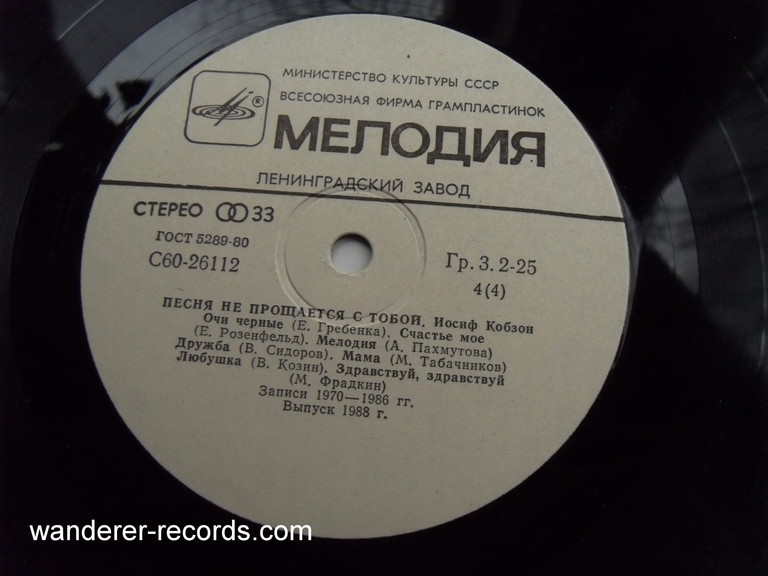 МИНИСТЕРСТВО КУЛЬТУРЫ СССР
ВСЕСОЮЗНАЯ ФИРМА ГРАМПЛАСТИНОК
®
МЕЛОДИЯ
ЛЕНИНГРАДСКИЙ ЗАВОД
СТЕРЕО 33
ГОСТ 5289-80
С60-26112
Гр. 3. 2-25
4(4)
ПЕСНЯ НЕ ПРОЩАЕТСЯ С ТОБОЙ. Иосиф Кобзон
Очи черные (Е. Гребенка). Счастье мое
(Е. Розенфельд). Мелодия (А. Пахмутова)
Дружба (В. Сидоров). Мама (М. Табачников)
Любушка (В. Козин). Здравствуй, здравствуй
(М. Фрадкин)
Записи 1970—1986 гг.
Выпуск 1988 г.
wanderer-records.com